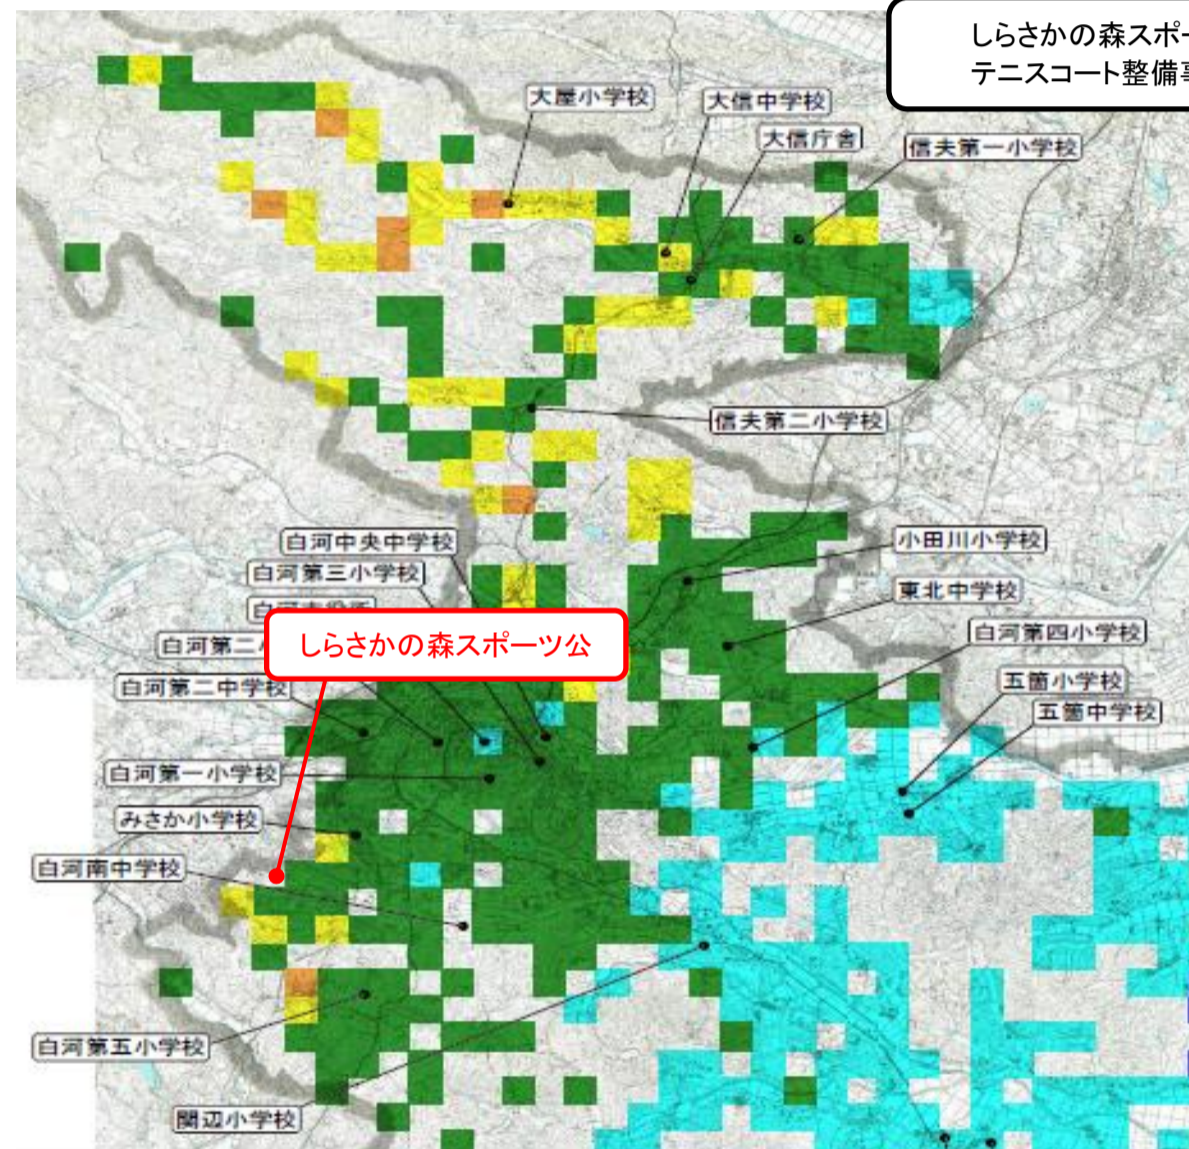 しらさかの森スポー
テニスコート整備事
大屋小学校
大信中学校
大信庁舎
信夫第一小学校
信夫第二小学校
白河中央中学校
小田川小学校
白河第三小学校
東北中学校
しらさかの森スポーツ公
白河第四小学校
白河第二
白河第二中学校
五箇小学校
五箇中学校
白河第一小学校
みさか小学校
白河南中学校
白河第五小学校
関辺小学校